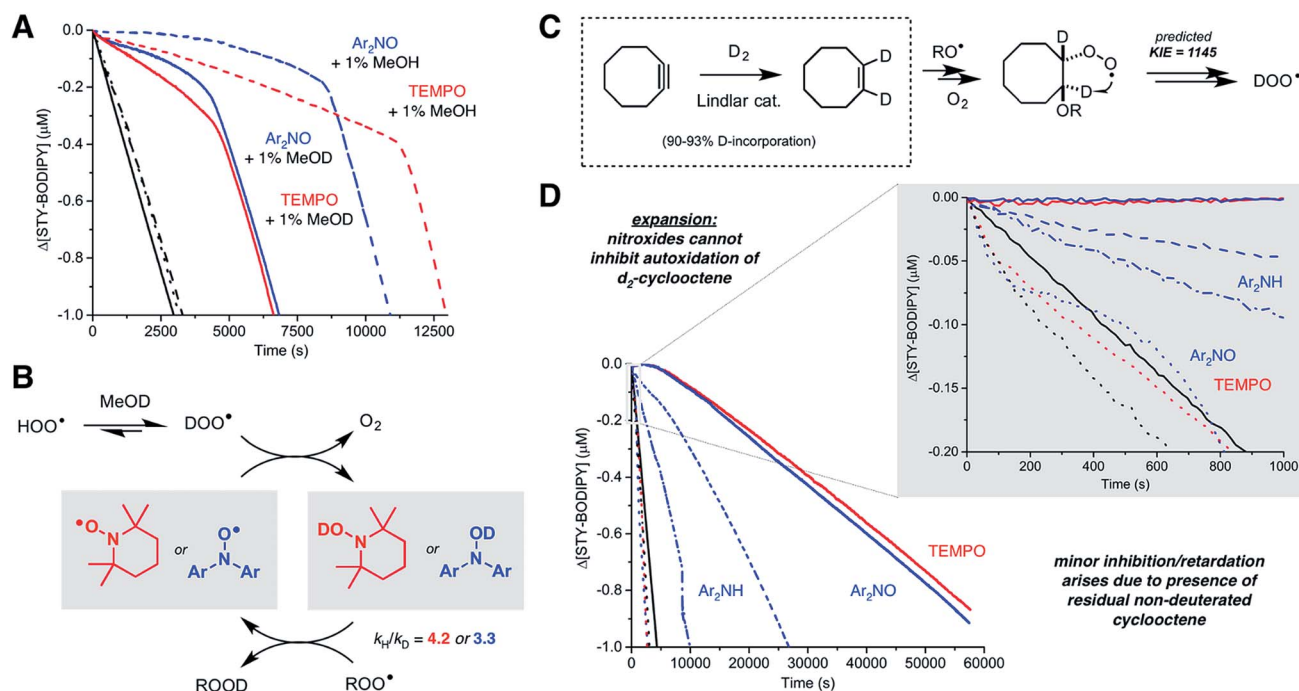 A
0.0
-0.2
-0.4
-0.6
-0.8
-1.0
Δ[STY-BODIPY] (μM)
0 2500 5000 7500 10000 12500
Time (s)
Ar2NO
+ 1% MeOH
TEMPO
+ 1% MeOH
Ar2NO
+ 1% MeOD
TEMPO
+ 1% MeOD
B
HOO•
MeOD
DOO•
O2
•O
N
or
O•
N
Ar Ar
DO
N
or
OD
N
Ar Ar
kH/kD = 4.2 or 3.3
ROOD
ROO•
C
D2
Lindlar cat.
D
D
(90-93% D-incorporation)
RO•
O2
D
O
O
D
OR
predicted
KIE = 1145
DOO•
D
expansion:
nitroxides cannot
inhibit autoxidation of
d2-cyclooctene
0.00
-0.05
-0.10
-0.15
-0.20
Δ[STY-BODIPY] (μM)
0 200 400 600 800 1000
Time (s)
Ar2NH
Ar2NO
TEMPO
0.0
-0.2
-0.4
-0.6
-0.8
-1.0
Δ[STY-BODIPY] (μM)
0 10000 20000 30000 40000 50000 60000
Time (s)
TEMPO
Ar2NH
Ar2NO
minor inhibition/retardation
arises due to presence of
residual non-deuterated
cyclooctene